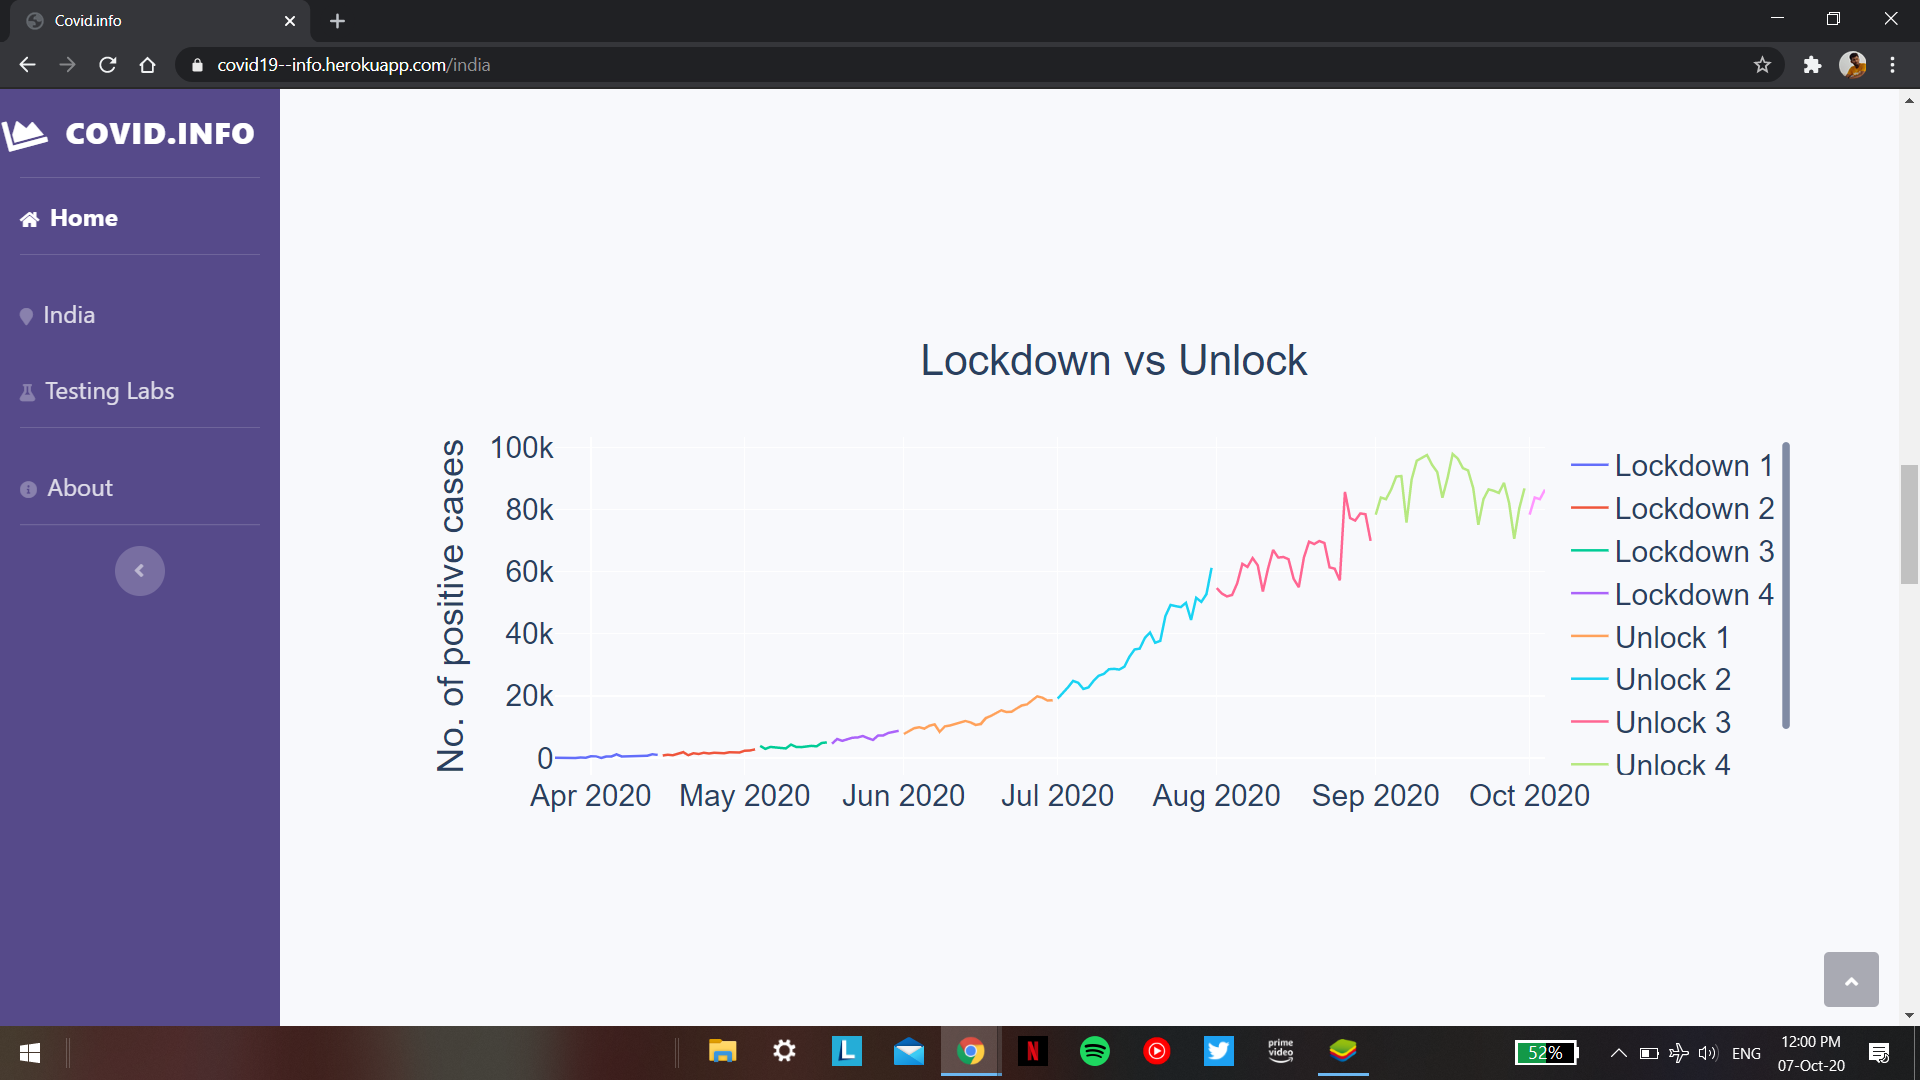 Covid.info
covid19--info.herokuapp.com/india
COVID.INFO
Home
India
Testing Labs
About
Lockdown vs Unlock
No. of positive cases
100k
80k
60k
40k
20k
0
Apr 2020 May 2020 Jun 2020 Jul 2020 Aug 2020 Sep 2020 Oct 2020
Lockdown 1
Lockdown 2
Lockdown 3
Lockdown 4
Unlock 1
Unlock 2
Unlock 3
Unlock 4
L
N
prime
video
52%
ENG
12:00 PM
07-Oct-20